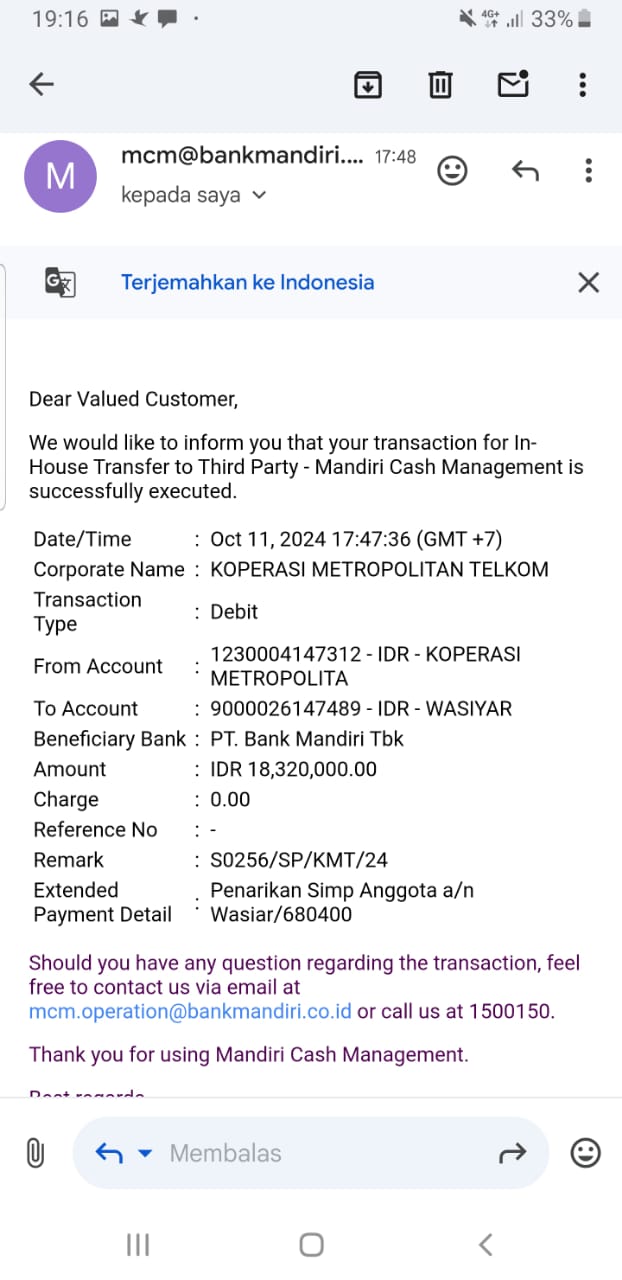 19:16
4G+ 33%
M
mcm@bankmandiri.... 17:48
kepada saya
Terjemahkan ke Indonesia
Dear Valued Customer,
We would like to inform you that your transaction for In-
House Transfer to Third Party - Mandiri Cash Management is
successfully executed.
Date/Time : Oct 11, 2024 17:47:36 (GMT +7)
Corporate Name : KOPERASI METROPOLITAN TELKOM
Transaction
Type : Debit
From Account : 1230004147312 - IDR - KOPERASI
METROPOLITA
To Account : 9000026147489 - IDR - WASIYAR
Beneficiary Bank : PT. Bank Mandiri Tbk
Amount : IDR 18,320,000.00
Charge : 0.00
Reference No : -
Remark : S0256/SP/KMT/24
Extended
Payment Detail : Penarikan Simp Anggota a/n
Wasiar/680400
Should you have any question regarding the transaction, feel
free to contact us via email at
mcm.operation@bankmandiri.co.id or call us at 1500150.
Thank you for using Mandiri Cash Management.
Best regards
Membalas